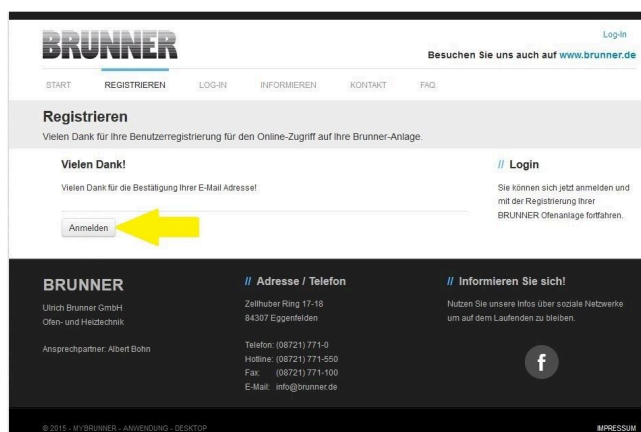 BRUNNER
Log-In
Besuchen Sie uns auch auf www.brunner.de
START REGISTRIEREN LOG-IN INFORMIEREN KONTAKT FAQ
Registrieren
Vielen Dank für Ihre Benutzerregistrierung für den Online-Zugriff auf Ihre Brunner-Anlage.
Vielen Dank!
Vielen Dank für die Bestätigung Ihrer E-Mail Adresse!
Anmelden
// Login
Sie können sich jetzt anmelden und
mit der Registrierung Ihrer
BRUNNER Ofenanlage fortfahren.
BRUNNER
Ulrich Brunner GmbH
Ofen- und Heiztechnik
Ansprechpartner: Albert Bohn
// Adresse / Telefon
Zellhuber Ring 17-18
84307 Eggenfelden
Telefon: (08721) 771-0
Hotline: (08721) 771-550
Fax: (08721) 771-100
E-Mail: info@brunner.de
// Informieren Sie sich!
Nutzen Sie unsere Infos über soziale Netzwerke
um auf dem Laufenden zu bleiben.
f
© 2015 - MYBRUNNER - ANWENDUNG - DESKTOP
IMPRESSUM